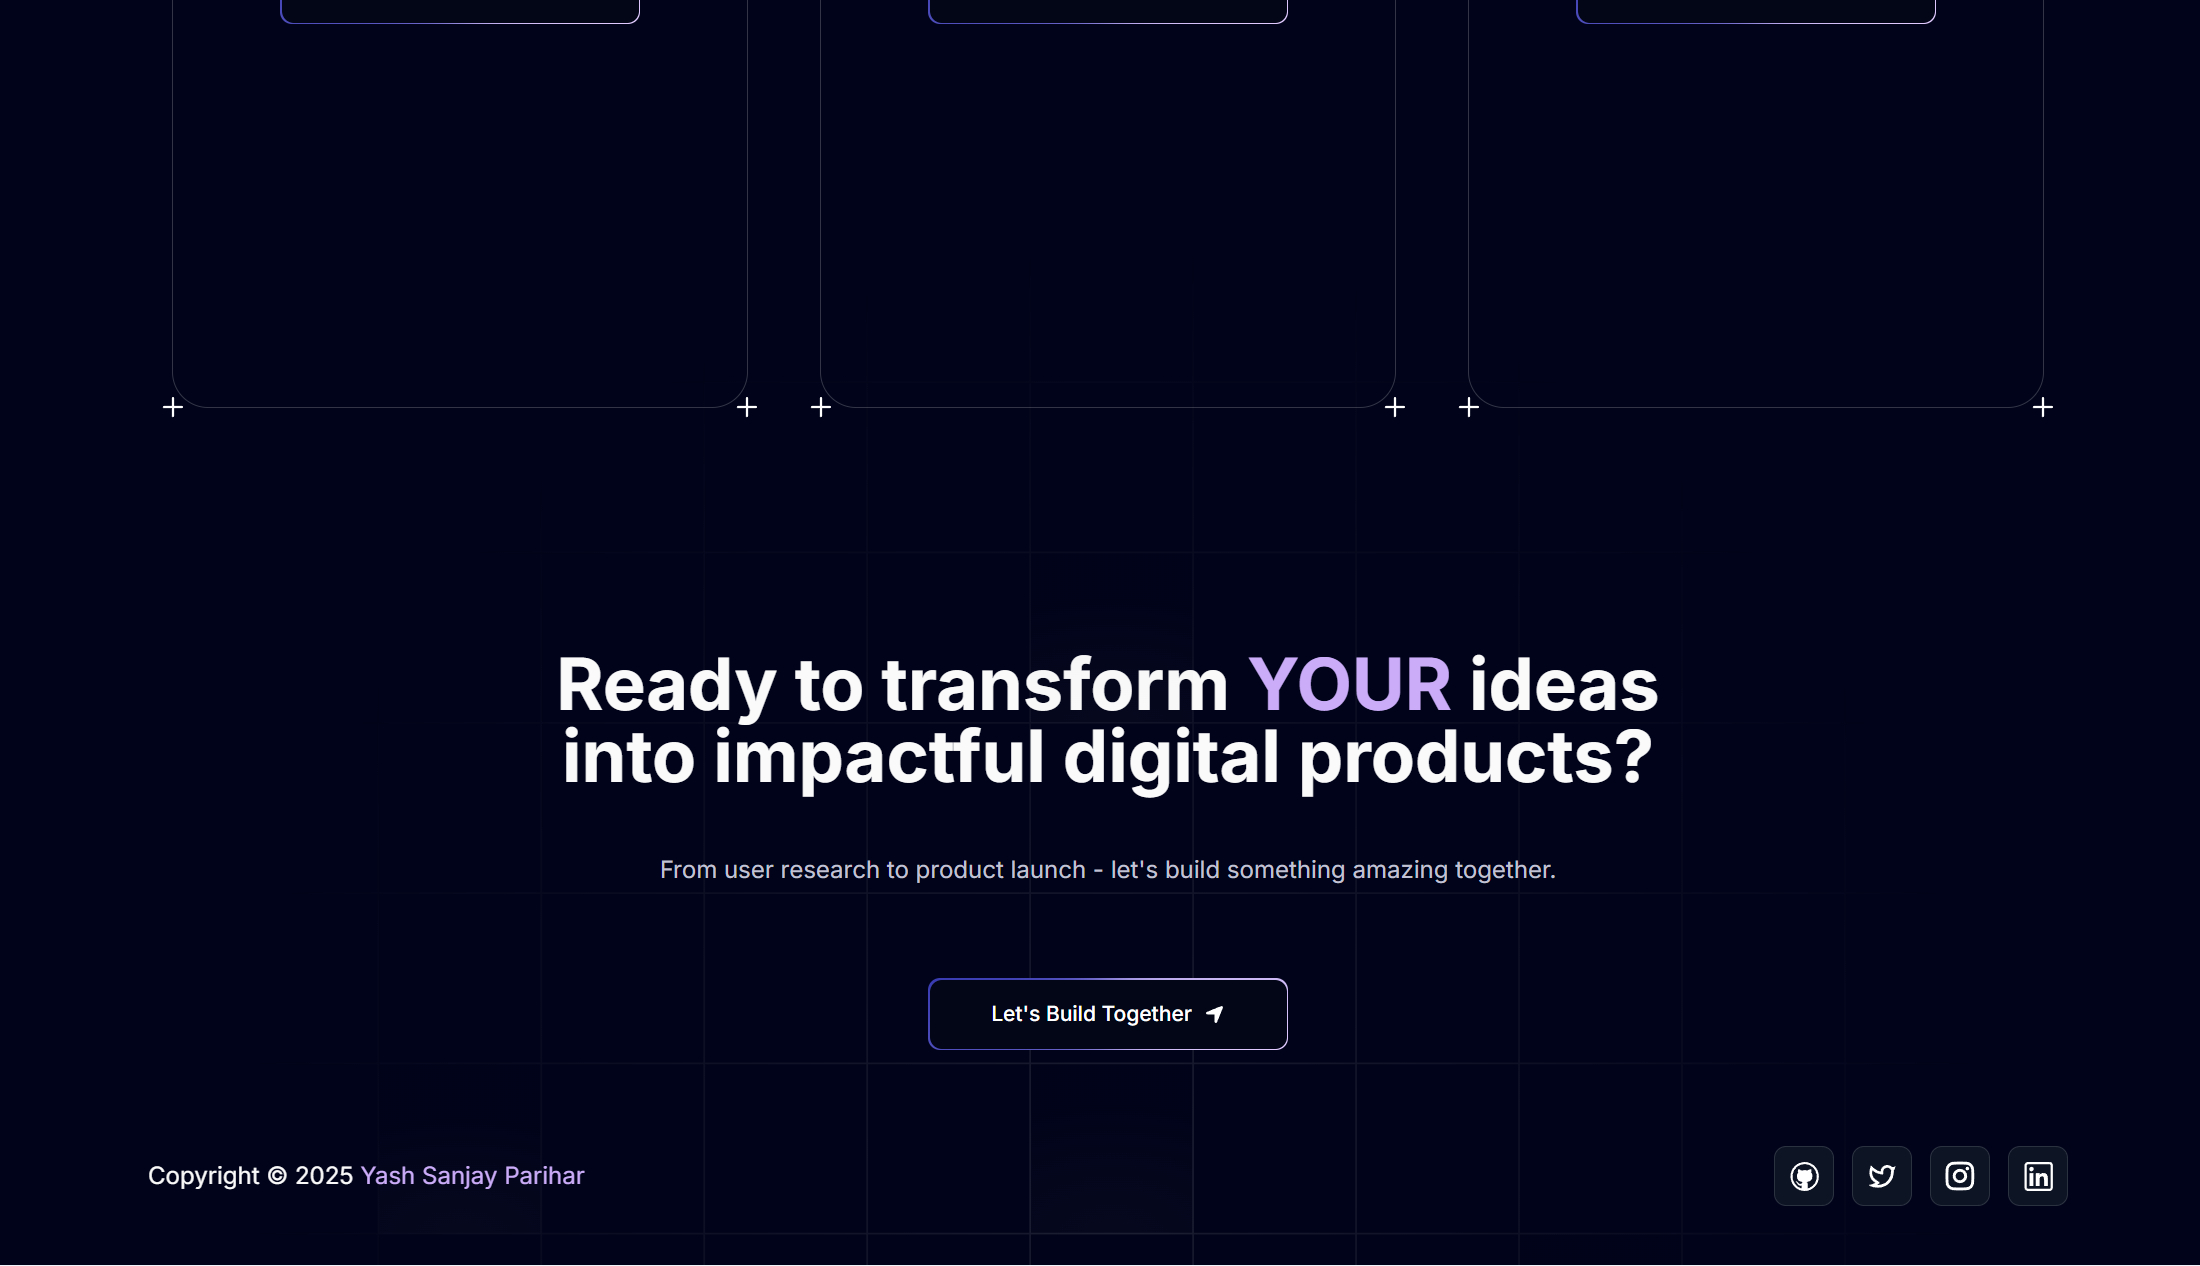 Ready to transform YOUR ideas
into impactful digital products?
From user research to product launch - let's build something amazing together.
Let's Build Together
Copyright © 2025 Yash Sanjay Parihar